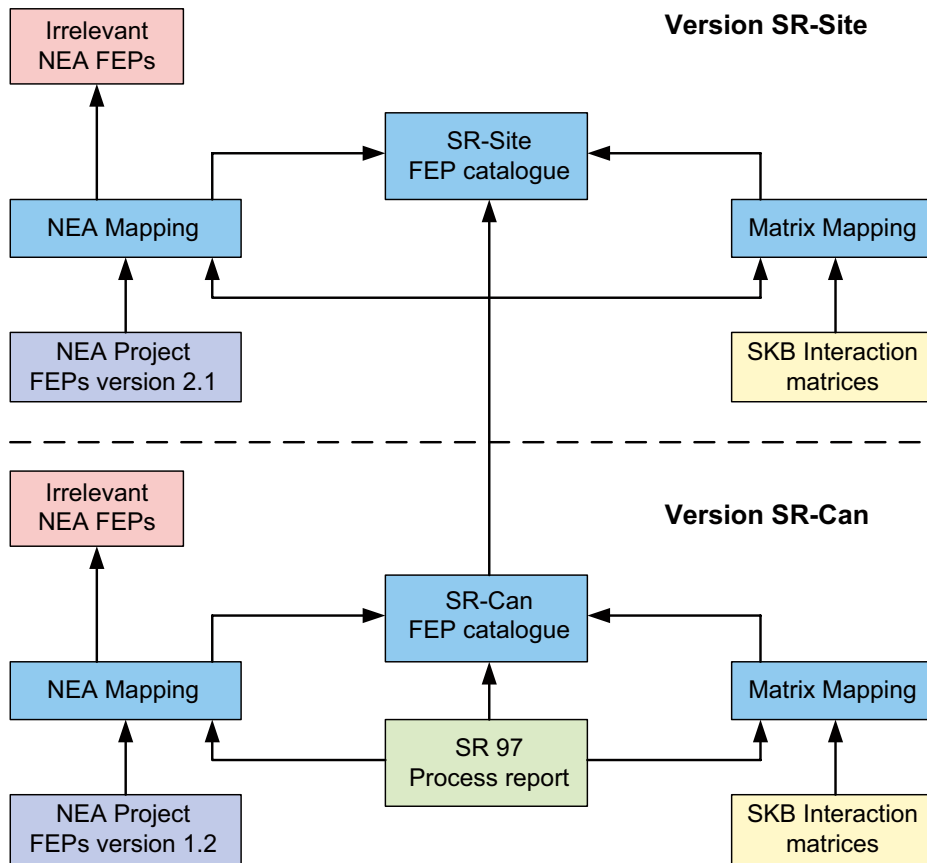 Irrelevant
NEA FEPs
Version SR-Site
SR-Site
FEP catalogue
NEA Mapping
Matrix Mapping
NEA Project
FEPs version 2.1
SKB Interaction
matrices
Irrelevant
NEA FEPs
Version SR-Can
SR-Can
FEP catalogue
NEA Mapping
Matrix Mapping
SR 97
Process report
NEA Project
FEPs version 1.2
SKB Interaction
matrices